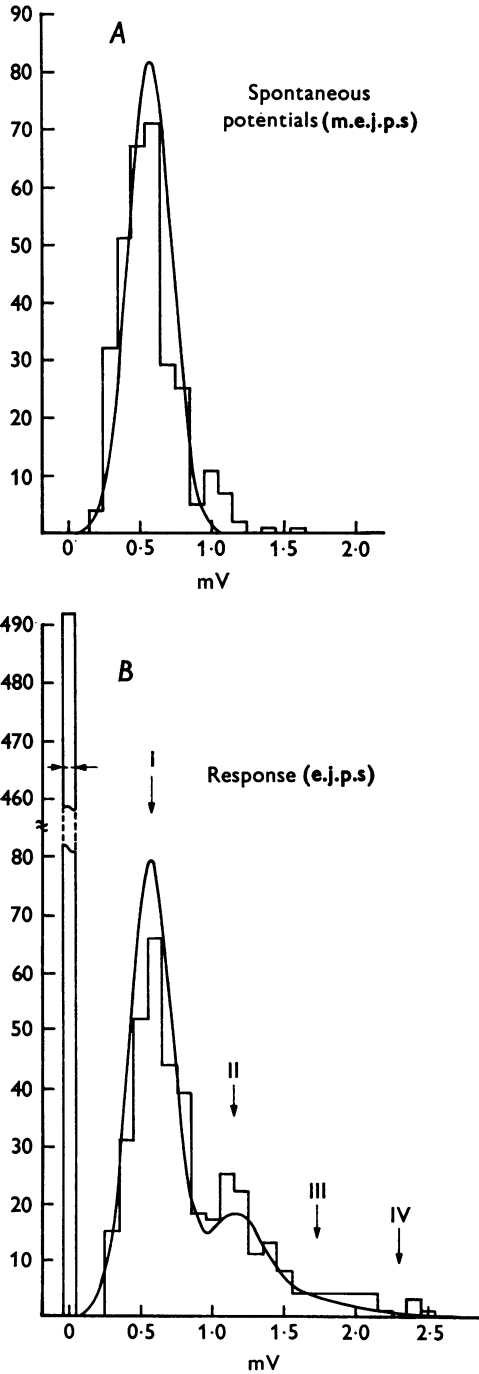 90
A
80
Spontaneous
potentials (m.e.j.p.s)
70
60
50
40
30
20
10
0 0·5 1·0 1·5 2·0
mV
490
B
480
470
I
Response (e.j.p.s)
460
80
70
60
50
II
40
30
III
20
IV
10
0 0·5 1·0 1·5 2·0 2·5
mV